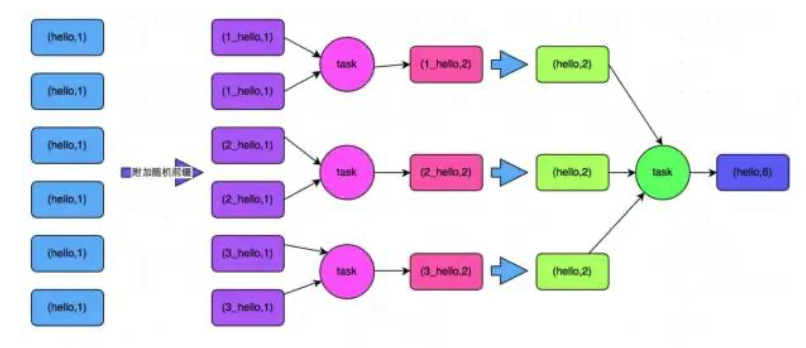 (hello,1)
(hello,1)
(hello,1)
(hello,1)
(hello,1)
(hello,1)
附加随机前缀
(1_hello,1)
(1_hello,1)
(2_hello,1)
(2_hello,1)
(3_hello,1)
(3_hello,1)
task
task
task
(1_hello,2)
(2_hello,2)
(3_hello,2)
(hello,2)
(hello,2)
(hello,2)
task
(hello,6)